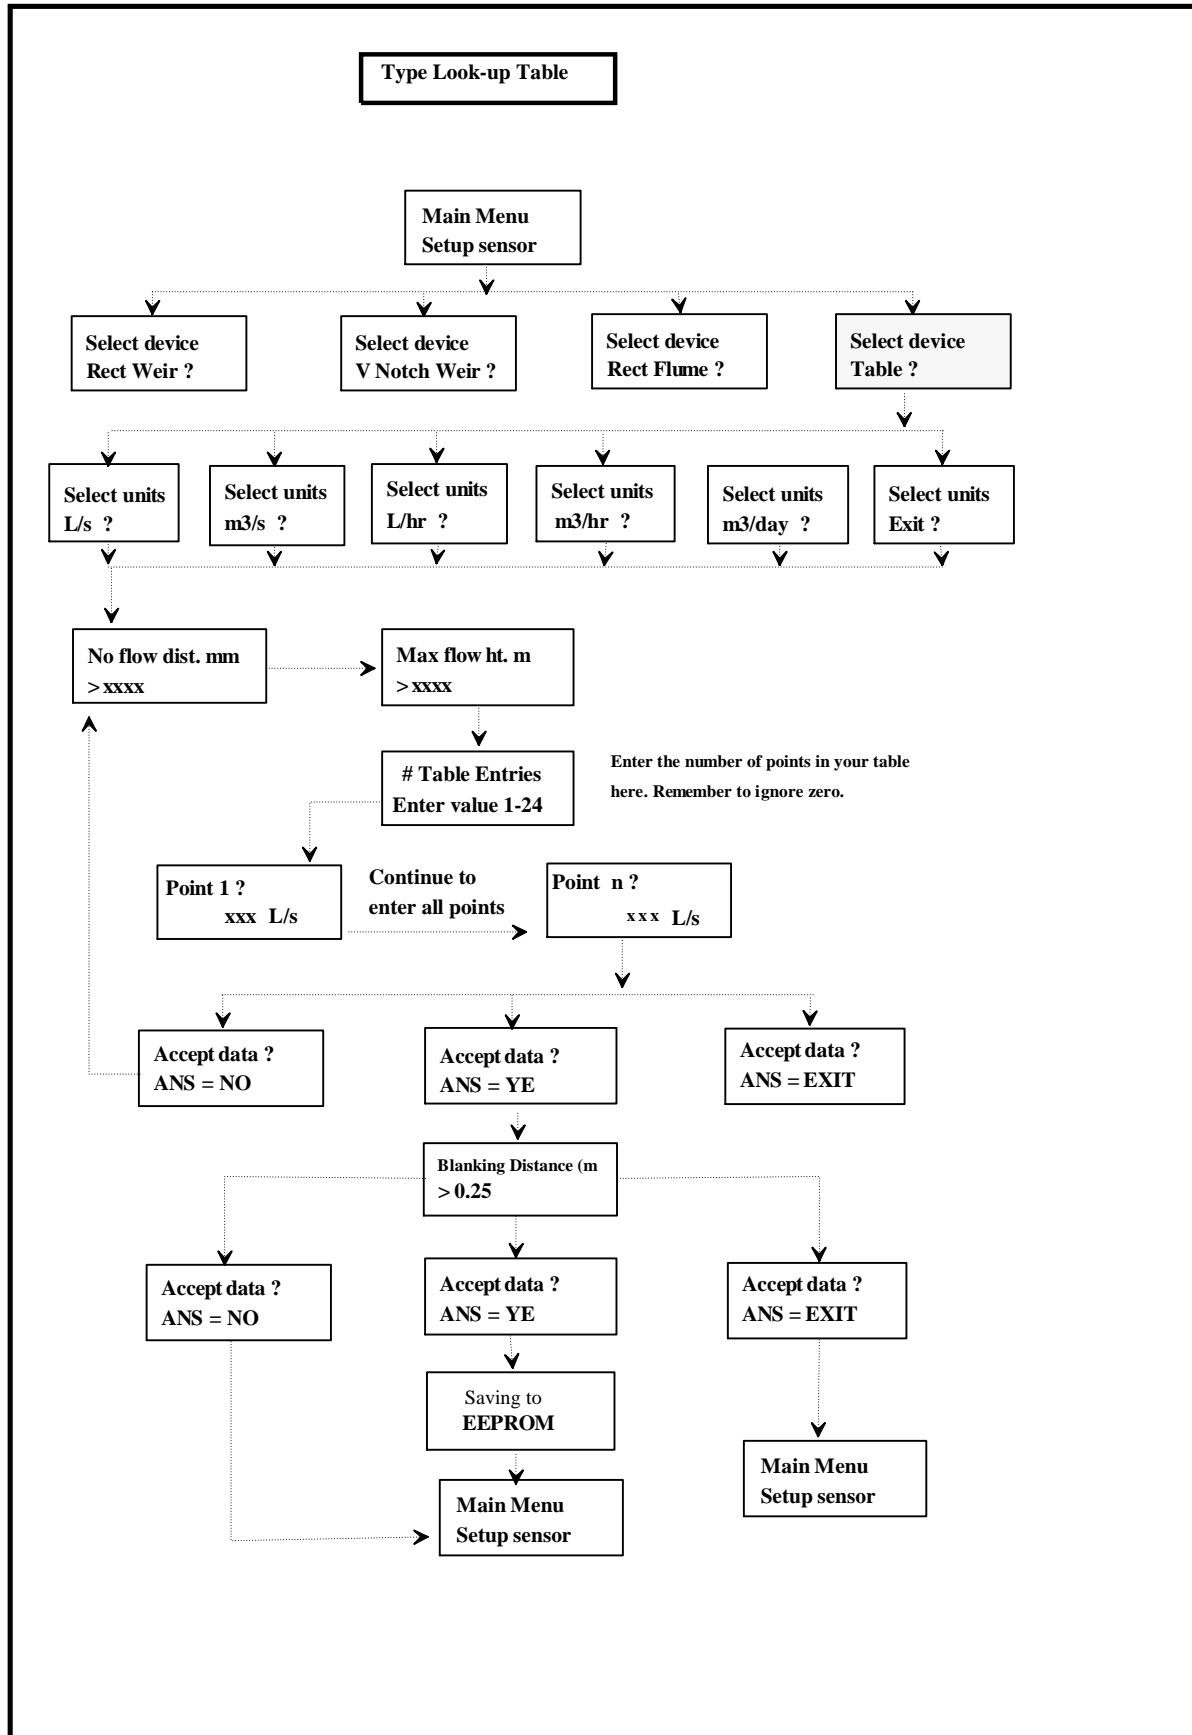 Type Look-up Table
Main Menu
Setup sensor
Select device
Rect Weir ?
Select device
V Notch Weir ?
Select device
Rect Flume ?
Select device
Table ?
Select units
L/s ?
Select units
m3/s ?
Select units
L/hr ?
Select units
m3/hr ?
Select units
m3/day ?
Select units
Exit ?
No flow dist. mm
> xxxx
Max flow ht. m
> xxxx
# Table Entries
Enter value 1-24
Enter the number of points in your table
here. Remember to ignore zero.
Point 1 ?
xxx L/s
Continue to
enter all points
Point n ?
x x x L/s
Accept data ?
ANS = NO
Accept data ?
ANS = YE
Accept data ?
ANS = EXIT
Blanking Distance (m
> 0.25
Accept data ?
ANS = NO
Accept data ?
ANS = YE
Accept data ?
ANS = EXIT
Saving to
EEPROM
Main Menu
Setup sensor
Main Menu
Setup sensor